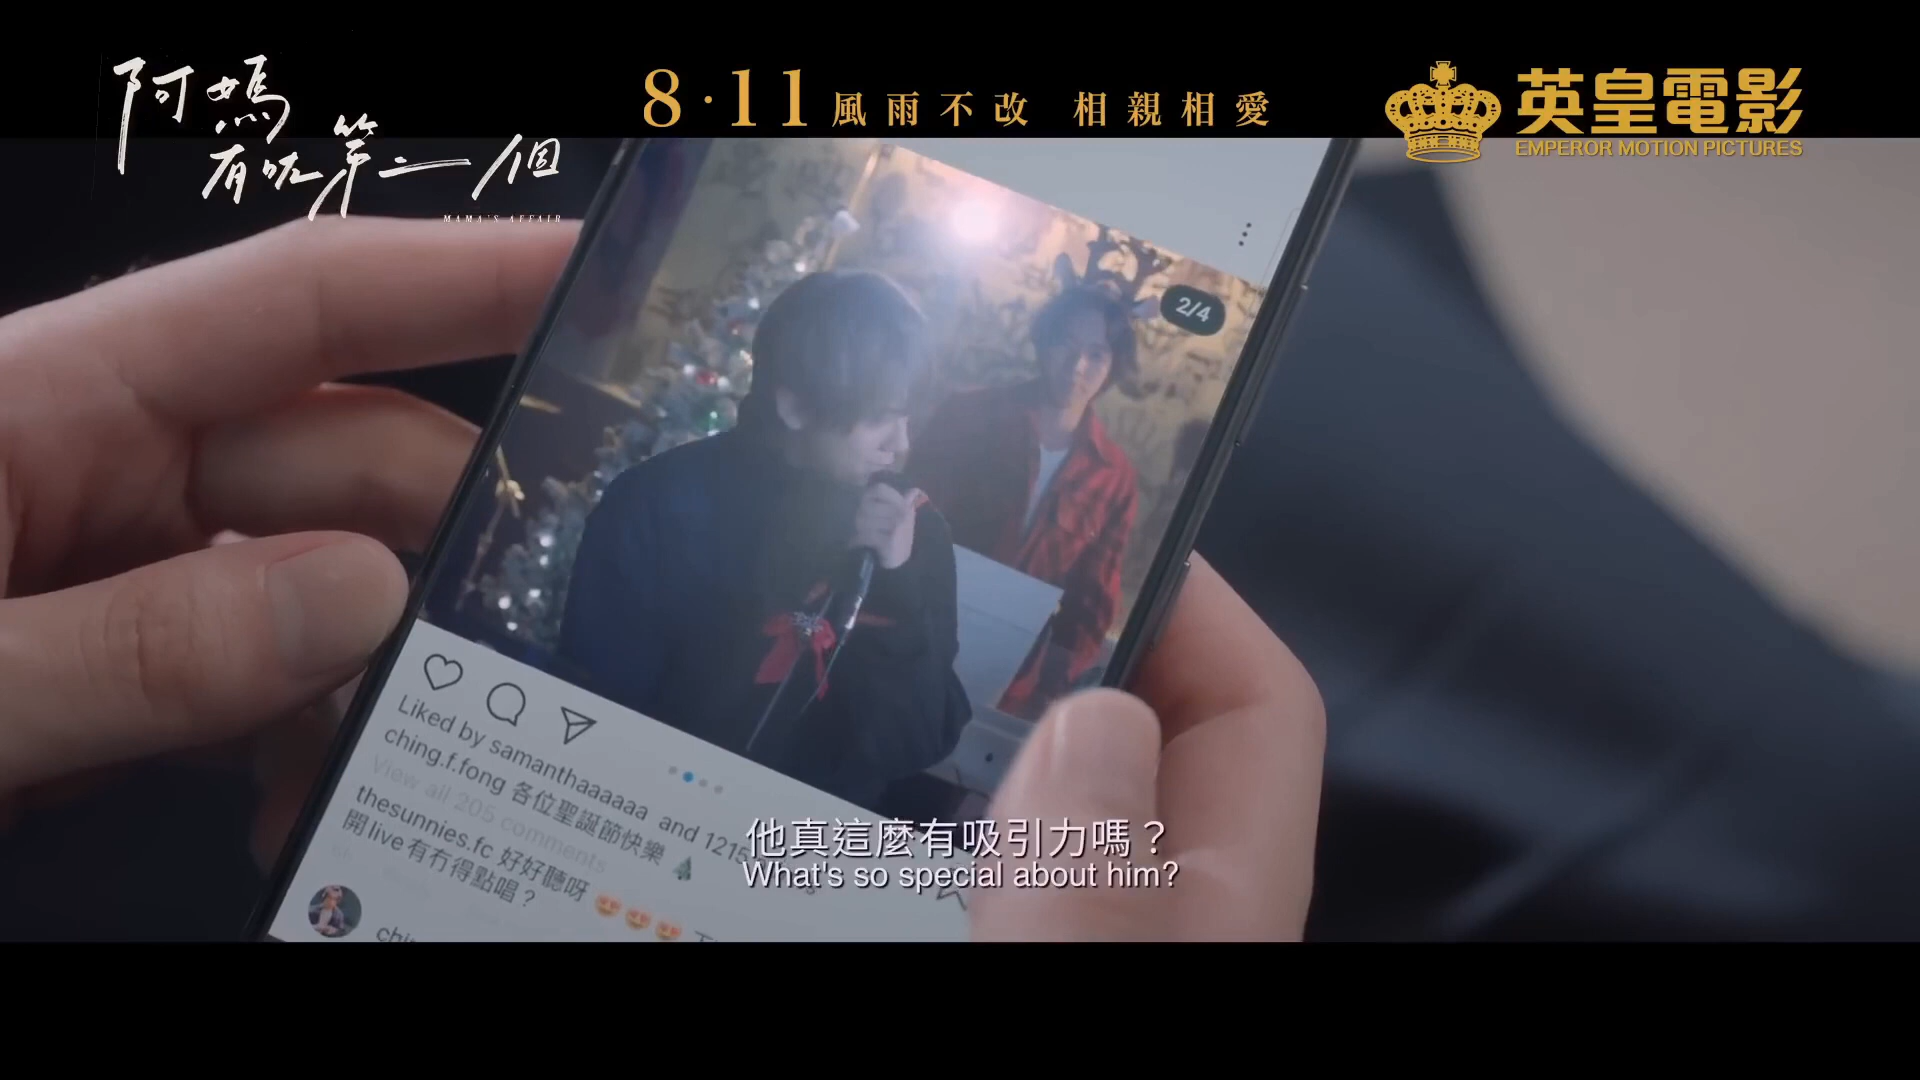 阿媽
有咗第二個
MAMA'S AFFAIR
8·11 風雨不改 相親相愛
英皇電影
EMPEROR MOTION PICTURES
2/4
Liked by samanthaaaaaa and 1215
ching.f.fong 各位聖誕節快樂 🎄
View all 205 comments
thesunnies.fc 好好聽呀 😍😍😍
開live有冇得點唱？
他真這麼有吸引力嗎？
What's so special about him?